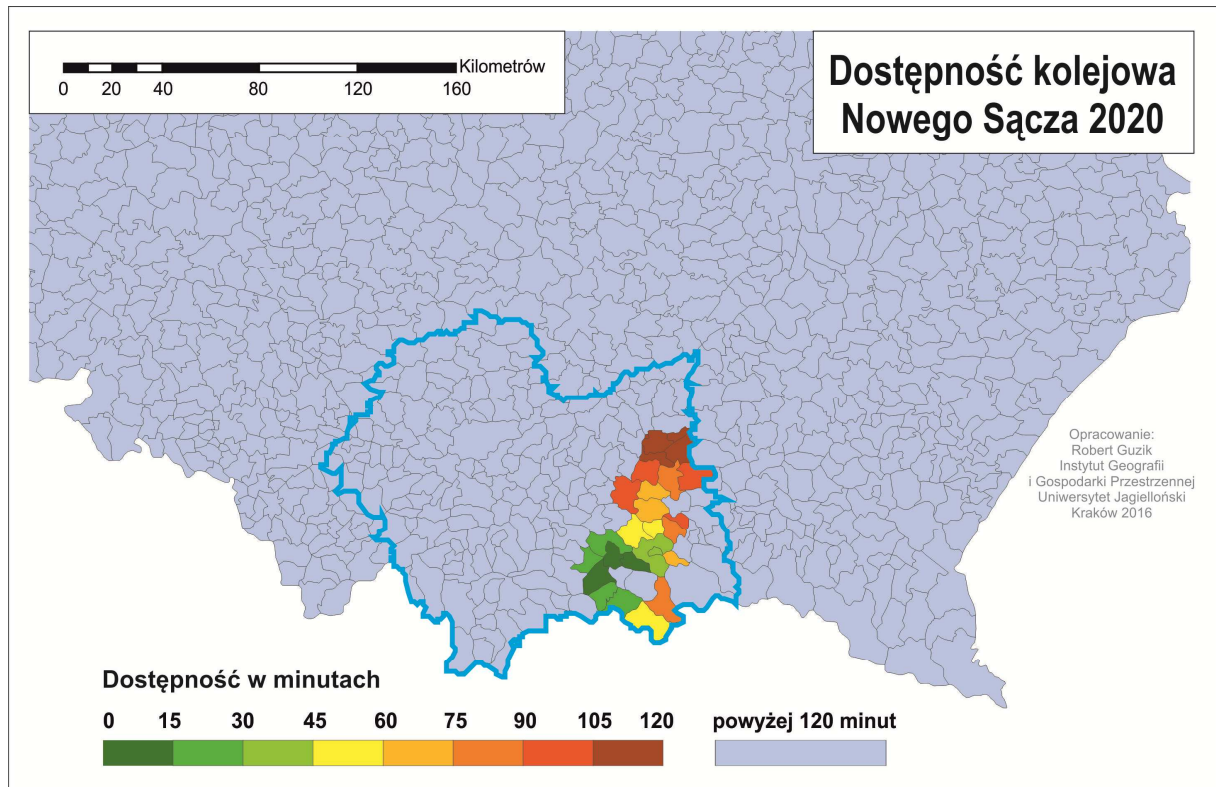 Kilometrów
0 20 40 80 120 160
Dostępność kolejowa
Nowego Sącza 2020
Opracowanie:
Robert Guzik
Instytut Geografii
i Gospodarki Przestrzennej
Uniwersytet Jagielloński
Kraków 2016
Dostępność w minutach
0 15 30 45 60 75 90 105 120 powyżej 120 minut